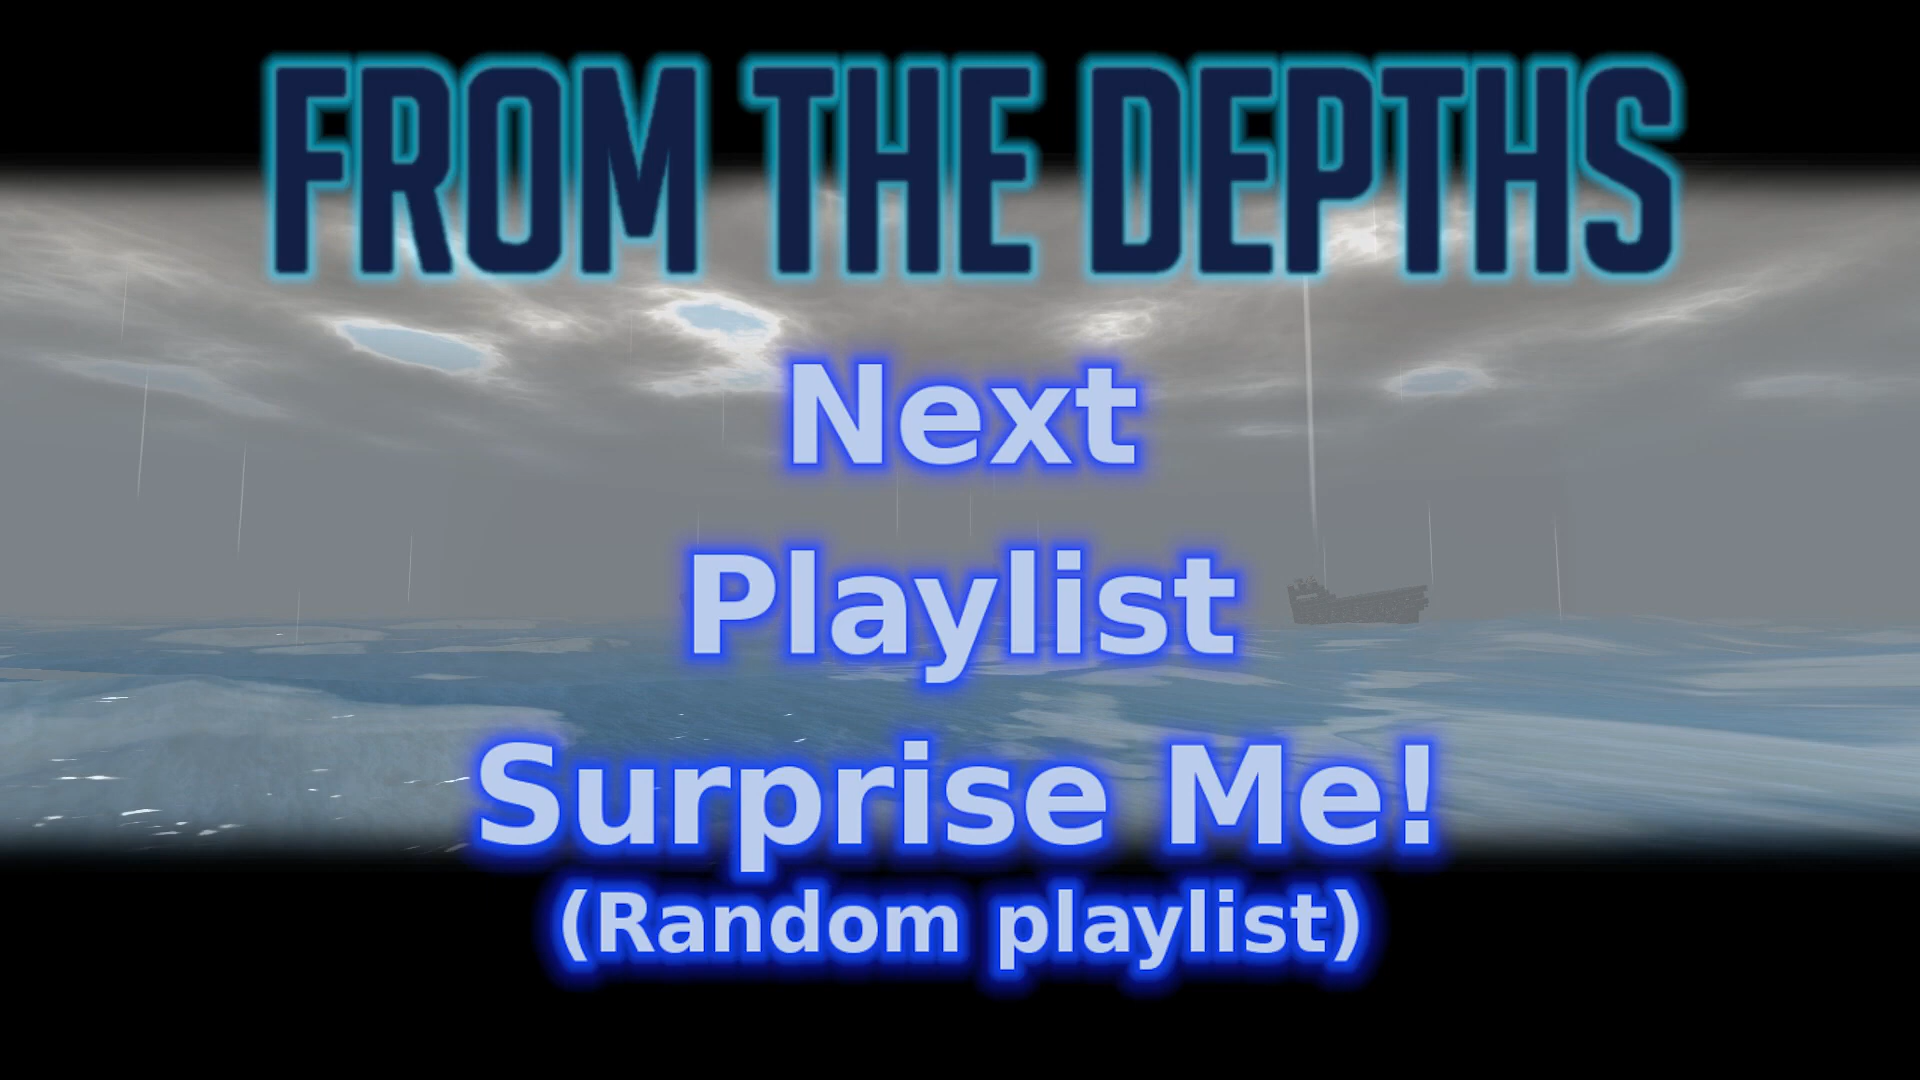 FROM THE DEPTHS
Next
Playlist
Surprise Me!
(Random playlist)